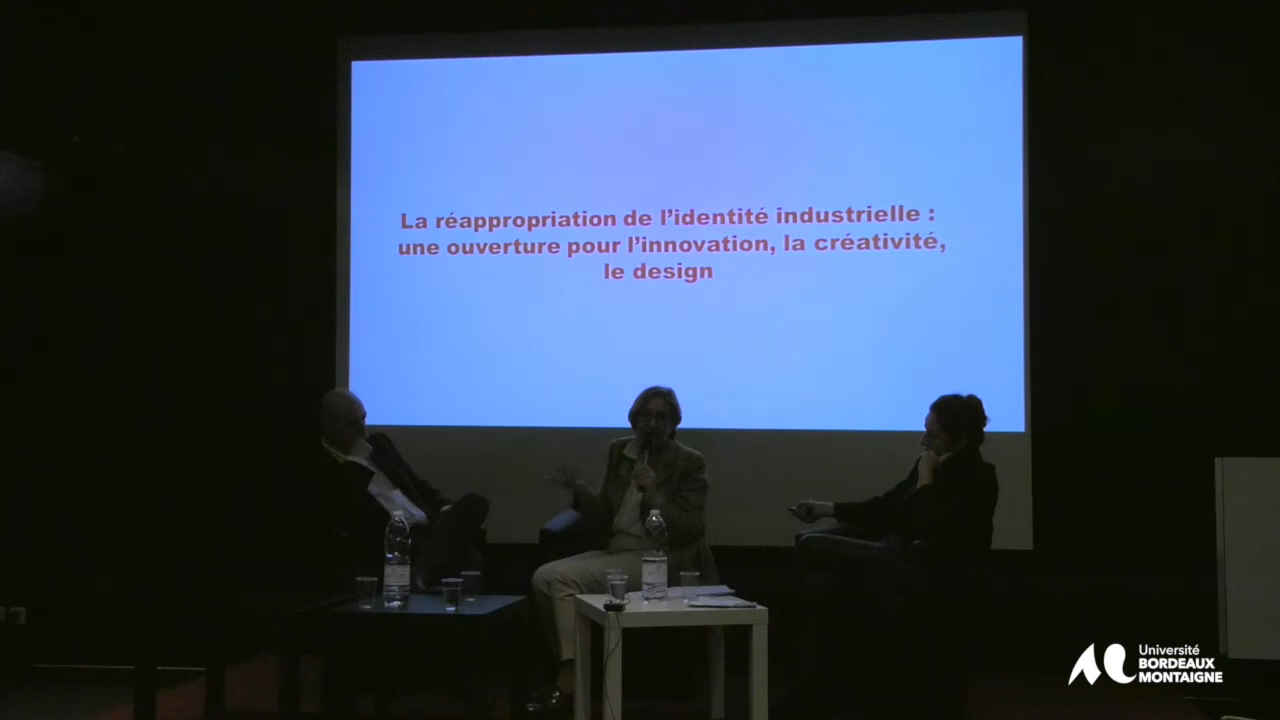 La réappropriation de l’identité industrielle :
une ouverture pour l’innovation, la créativité,
le design
Université
BORDEAUX
MONTAIGNE